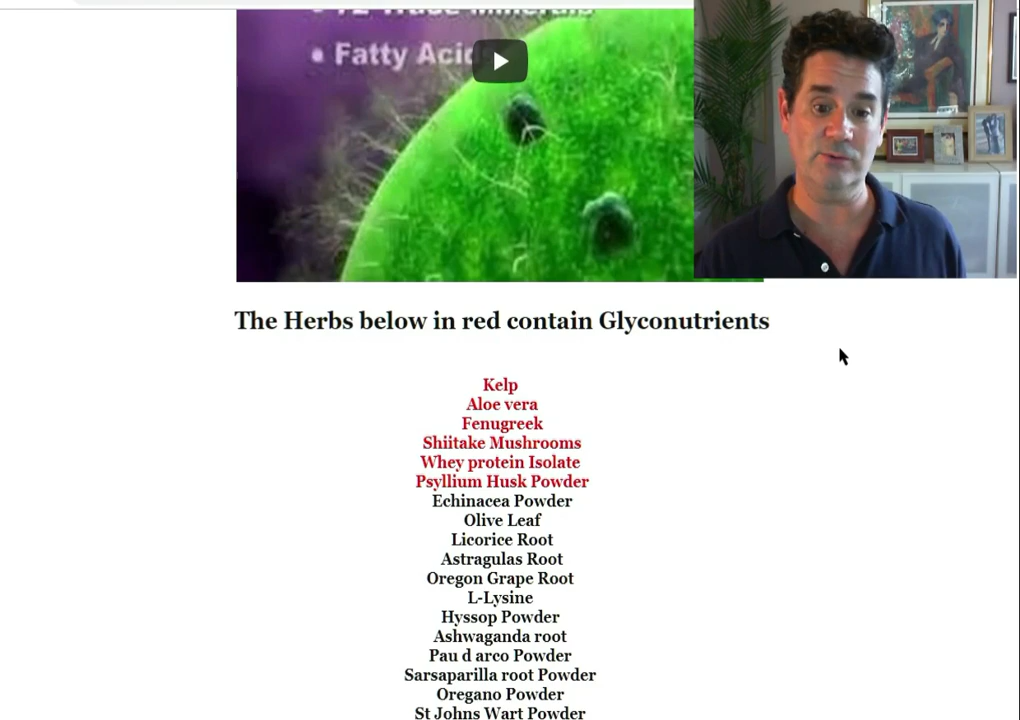 • Fatty Acid
The Herbs below in red contain Glyconutrients
Kelp
Aloe vera
Fenugreek
Shiitake Mushrooms
Whey protein Isolate
Psyllium Husk Powder
Echinacea Powder
Olive Leaf
Licorice Root
Astragulas Root
Oregon Grape Root
L-Lysine
Hyssop Powder
Ashwaganda root
Pau d arco Powder
Sarsaparilla root Powder
Oregano Powder
St Johns Wart Powder